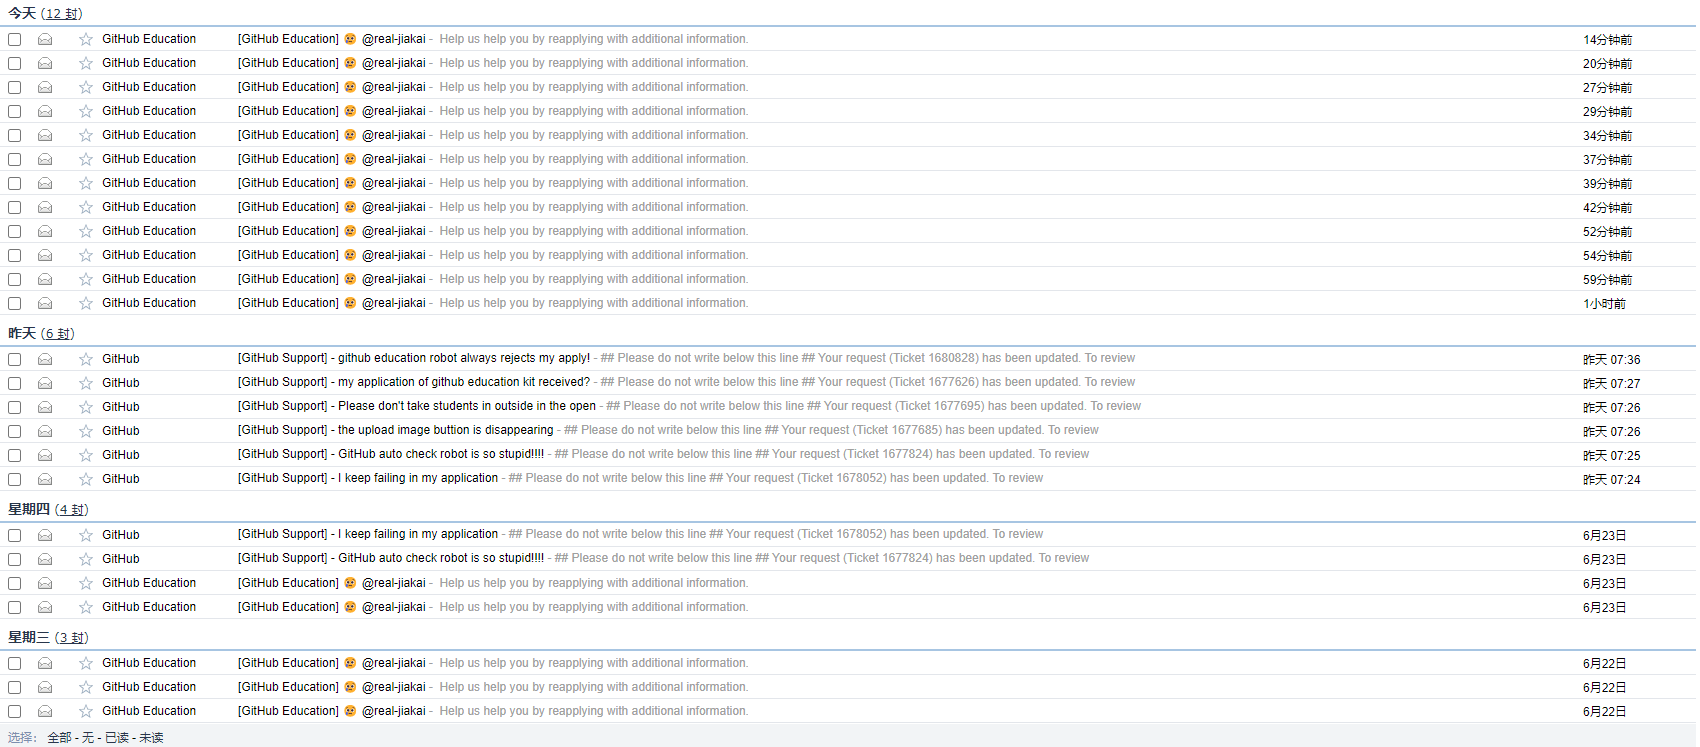 今天 (12 封)
GitHub Education [GitHub Education] 😢 @real-jiakai - Help us help you by reapplying with additional information. 14分钟前
GitHub Education [GitHub Education] 😢 @real-jiakai - Help us help you by reapplying with additional information. 20分钟前
GitHub Education [GitHub Education] 😢 @real-jiakai - Help us help you by reapplying with additional information. 27分钟前
GitHub Education [GitHub Education] 😢 @real-jiakai - Help us help you by reapplying with additional information. 29分钟前
GitHub Education [GitHub Education] 😢 @real-jiakai - Help us help you by reapplying with additional information. 34分钟前
GitHub Education [GitHub Education] 😢 @real-jiakai - Help us help you by reapplying with additional information. 37分钟前
GitHub Education [GitHub Education] 😢 @real-jiakai - Help us help you by reapplying with additional information. 39分钟前
GitHub Education [GitHub Education] 😢 @real-jiakai - Help us help you by reapplying with additional information. 42分钟前
GitHub Education [GitHub Education] 😢 @real-jiakai - Help us help you by reapplying with additional information. 52分钟前
GitHub Education [GitHub Education] 😢 @real-jiakai - Help us help you by reapplying with additional information. 54分钟前
GitHub Education [GitHub Education] 😢 @real-jiakai - Help us help you by reapplying with additional information. 59分钟前
GitHub Education [GitHub Education] 😢 @real-jiakai - Help us help you by reapplying with additional information. 1小时前
昨天 (6 封)
GitHub [GitHub Support] - github education robot always rejects my apply! - ## Please do not write below this line ## Your request (Ticket 1680828) has been updated. To review 昨天 07:36
GitHub [GitHub Support] - my application of github education kit received? - ## Please do not write below this line ## Your request (Ticket 1677626) has been updated. To review 昨天 07:27
GitHub [GitHub Support] - Please don't take students in outside in the open - ## Please do not write below this line ## Your request (Ticket 1677695) has been updated. To review 昨天 07:26
GitHub [GitHub Support] - the upload image buttion is disappearing - ## Please do not write below this line ## Your request (Ticket 1677685) has been updated. To review 昨天 07:26
GitHub [GitHub Support] - GitHub auto check robot is so stupid!!!! - ## Please do not write below this line ## Your request (Ticket 1677824) has been updated. To review 昨天 07:25
GitHub [GitHub Support] - I keep failing in my application - ## Please do not write below this line ## Your request (Ticket 1678052) has been updated. To review 昨天 07:24
星期四 (4 封)
GitHub [GitHub Support] - I keep failing in my application - ## Please do not write below this line ## Your request (Ticket 1678052) has been updated. To review 6月23日
GitHub [GitHub Support] - GitHub auto check robot is so stupid!!!! - ## Please do not write below this line ## Your request (Ticket 1677824) has been updated. To review 6月23日
GitHub Education [GitHub Education] 😢 @real-jiakai - Help us help you by reapplying with additional information. 6月23日
GitHub Education [GitHub Education] 😢 @real-jiakai - Help us help you by reapplying with additional information. 6月23日
星期三 (3 封)
GitHub Education [GitHub Education] 😢 @real-jiakai - Help us help you by reapplying with additional information. 6月22日
GitHub Education [GitHub Education] 😢 @real-jiakai - Help us help you by reapplying with additional information. 6月22日
GitHub Education [GitHub Education] 😢 @real-jiakai - Help us help you by reapplying with additional information. 6月22日
选择: 全部 - 无 - 已读 - 未读